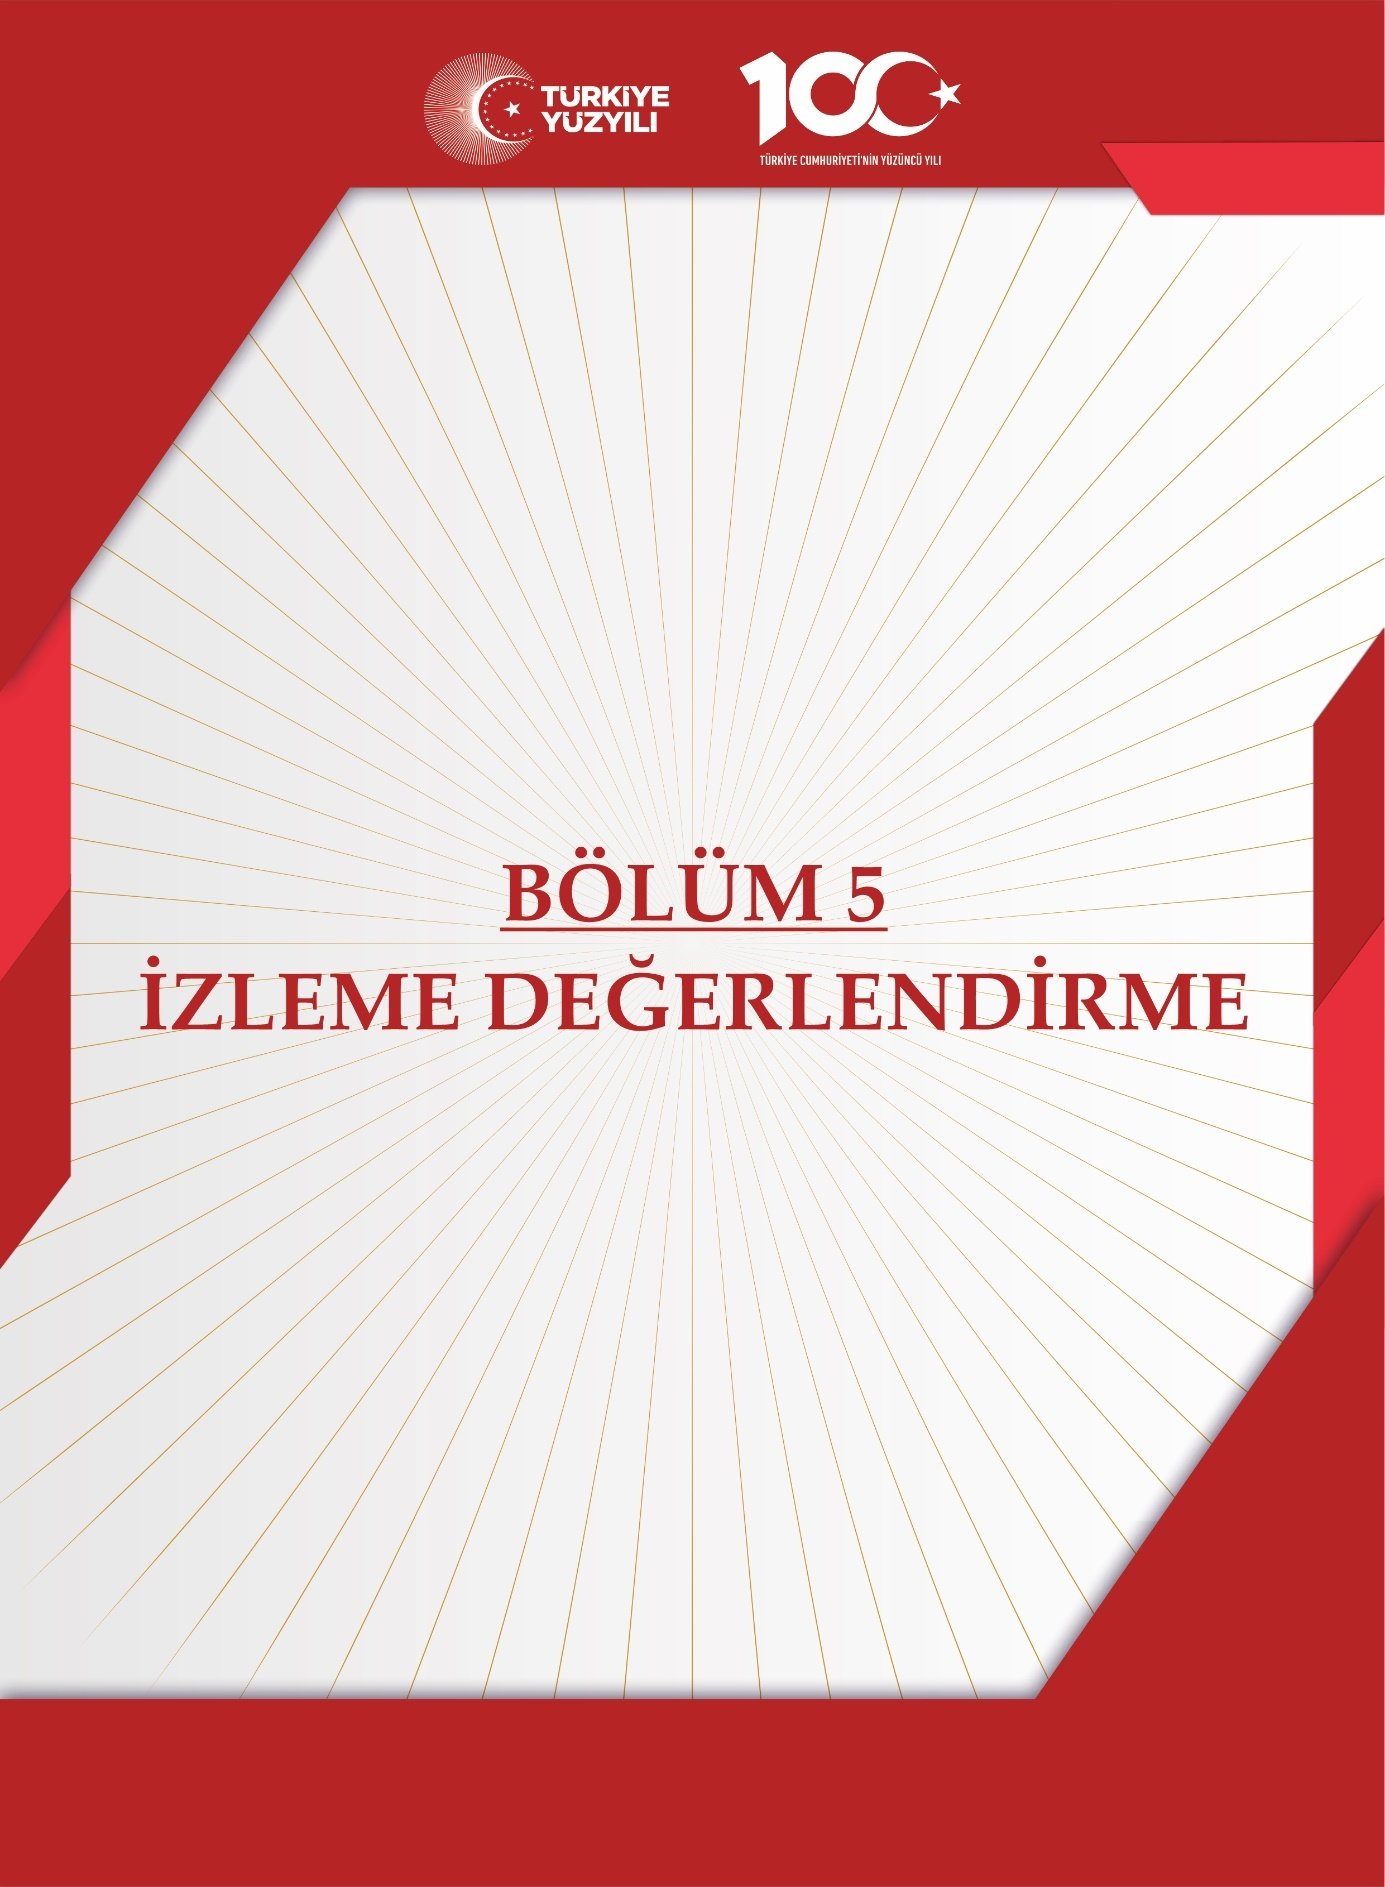 TÜRKİYE
YÜZYILI
100
TÜRKİYE CUMHURİYETİ'NİN YÜZÜNCÜ YILI
BÖLÜM 5
İZLEME DEĞERLENDİRME